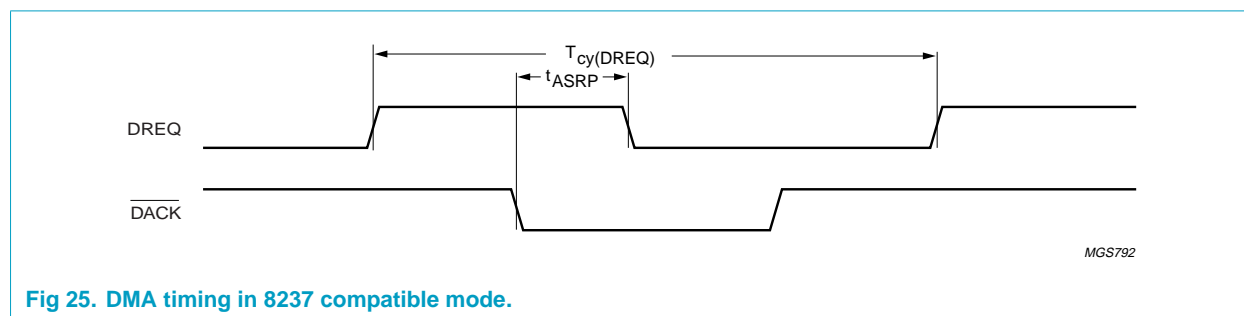 Tcy(DREQ)
tASRP
DREQ
DACK
MGS792
Fig 25. DMA timing in 8237 compatible mode.